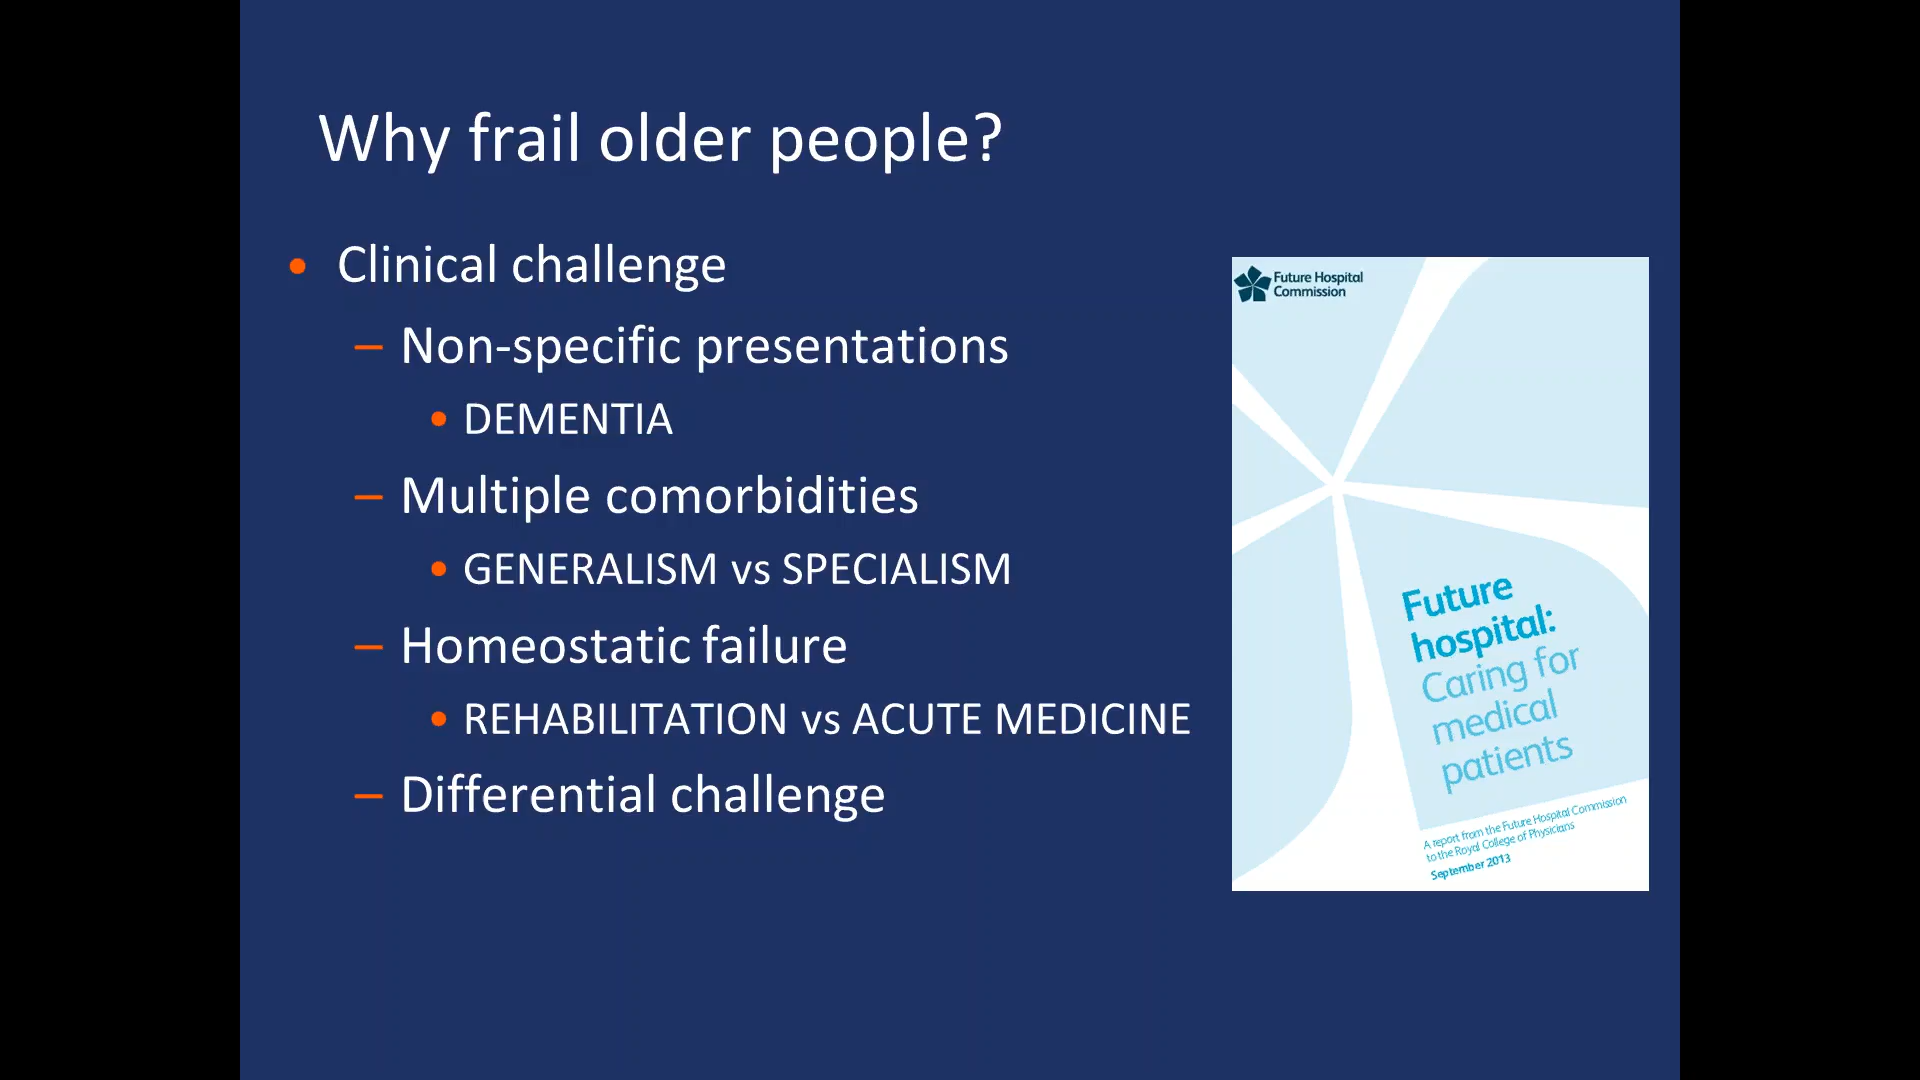 Why frail older people?
• Clinical challenge
– Non-specific presentations
• DEMENTIA
– Multiple comorbidities
• GENERALISM vs SPECIALISM
– Homeostatic failure
• REHABILITATION vs ACUTE MEDICINE
– Differential challenge
Future Hospital
Commission
Future
hospital:
Caring for
medical
patients
A report from the Future Hospital Commission
to the Royal College of Physicians
September 2013